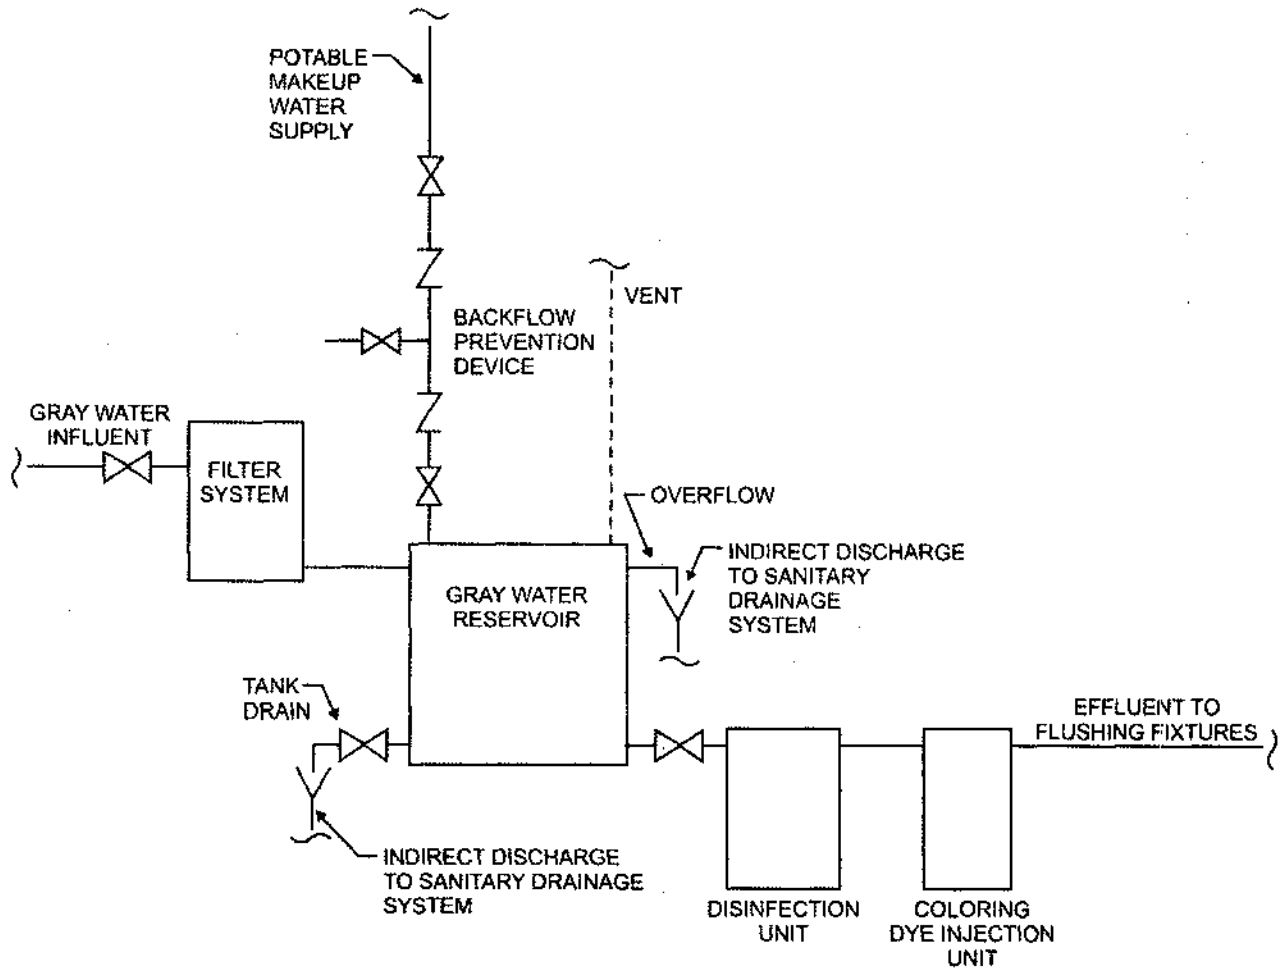 POTABLE
MAKEUP
WATER
SUPPLY
VENT
BACKFLOW
PREVENTION
DEVICE
GRAY WATER
INFLUENT
FILTER
SYSTEM
OVERFLOW
INDIRECT DISCHARGE
TO SANITARY
DRAINAGE
SYSTEM
GRAY WATER
RESERVOIR
TANK
DRAIN
EFFLUENT TO
FLUSHING FIXTURES
INDIRECT DISCHARGE
TO SANITARY DRAINAGE
SYSTEM
DISINFECTION
UNIT
COLORING
DYE INJECTION
UNIT